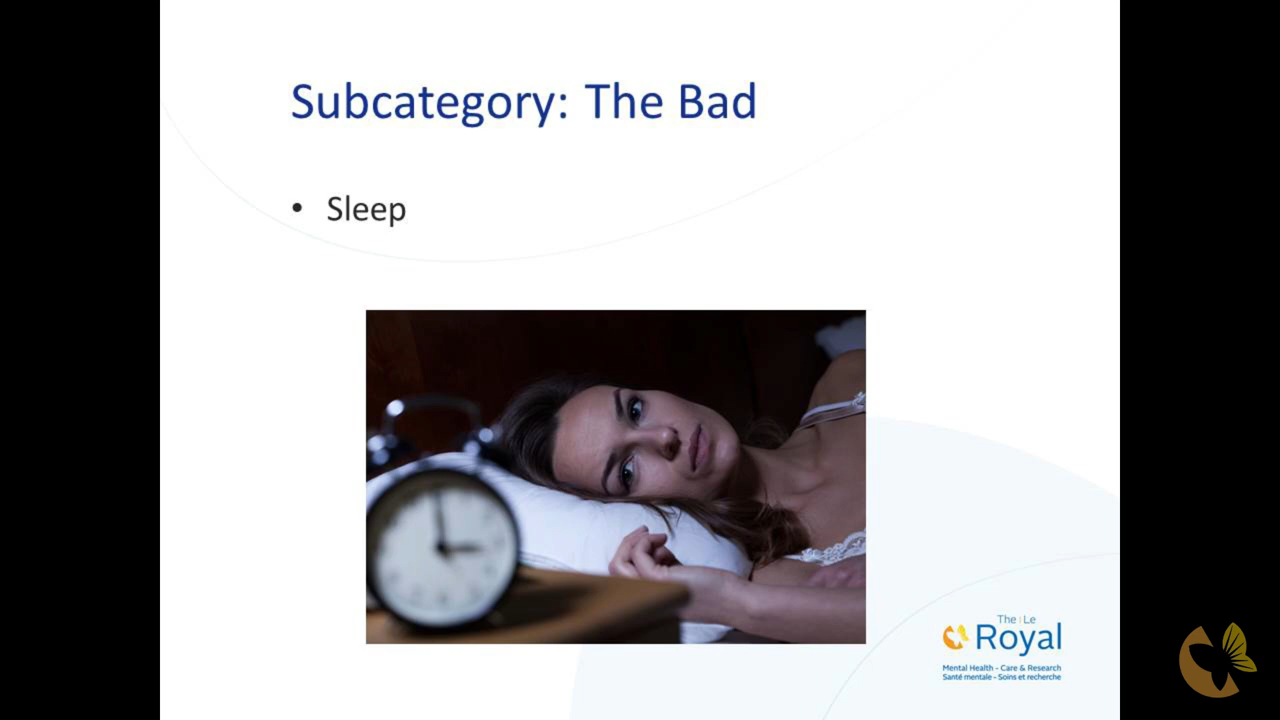 Subcategory: The Bad
• Sleep
The | Le
Royal
Mental Health - Care & Research
Santé mentale - Soins et recherche